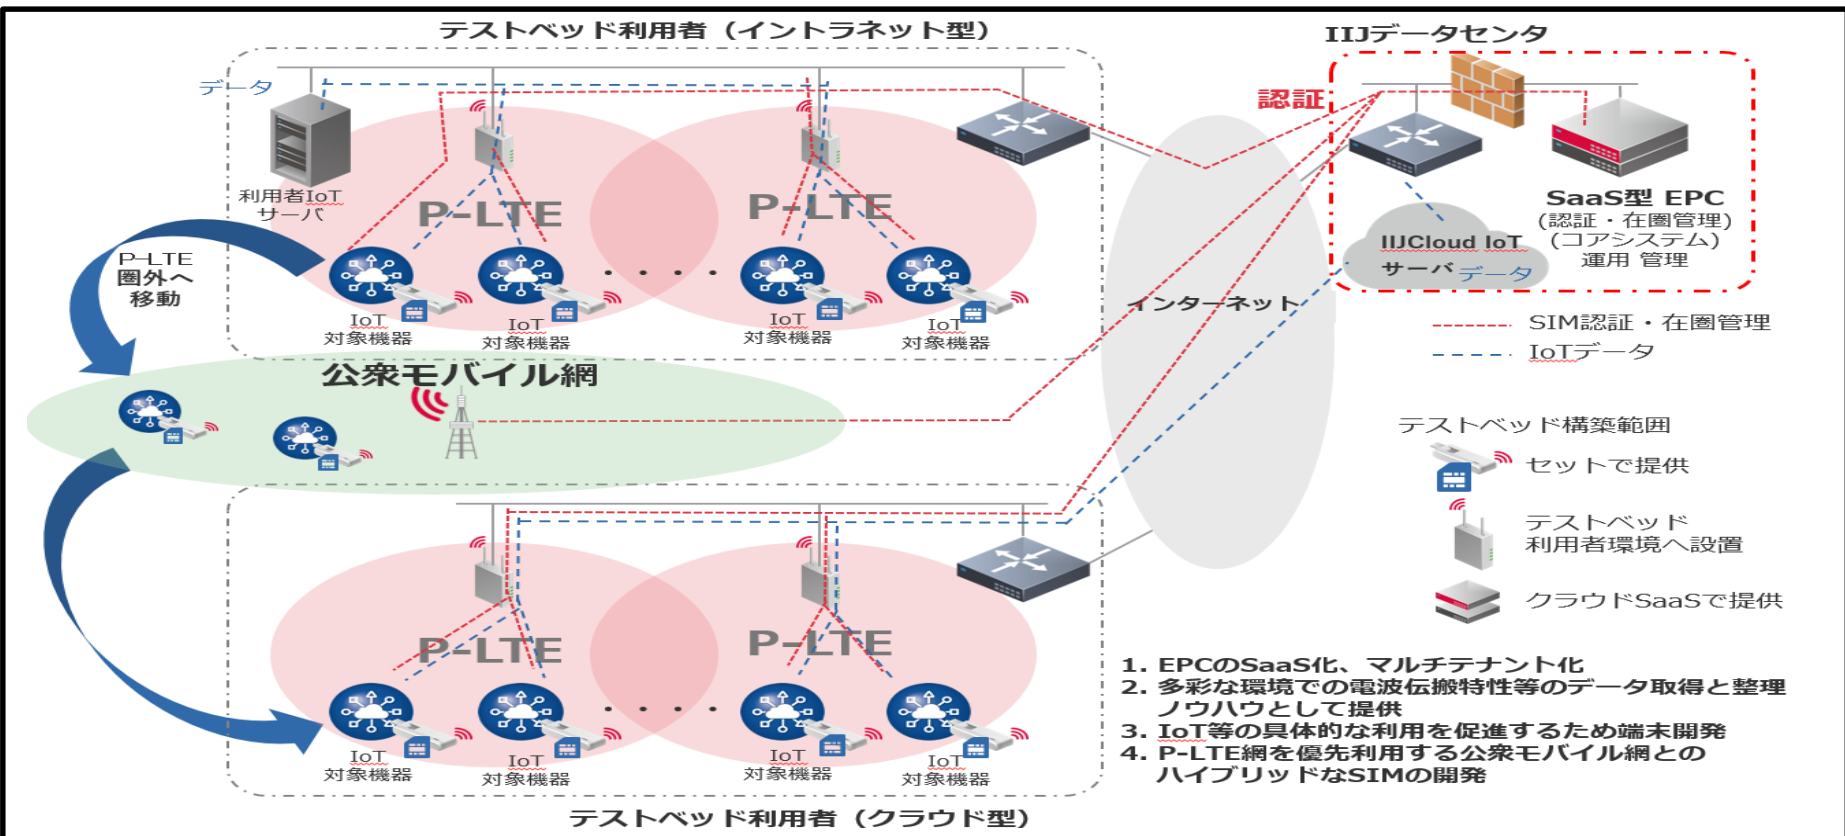 テストベッド利用者（イントラネット型）
IIJデータセンタ
データ
認証
利用者IoT
サーバ
P-LTE
P-LTE
SaaS型 EPC
(認証・在圏管理)
(コアシステム)
運用 管理
IIJCloud IoT
サーバ データ
P-LTE
圏外へ
移動
インターネット
IoT
対象機器
IoT
対象機器
IoT
対象機器
IoT
対象機器
SIM認証・在圏管理
IoTデータ
公衆モバイル網
テストベッド構築範囲
セットで提供
テストベッド
利用者環境へ設置
クラウドSaaSで提供
P-LTE
P-LTE
IoT
対象機器
IoT
対象機器
IoT
対象機器
IoT
対象機器
1. EPCのSaaS化、マルチテナント化
2. 多彩な環境での電波伝搬特性等のデータ取得と整理
ノウハウとして提供
3. IoT等の具体的な利用を促進するため端末開発
4. P-LTE網を優先利用する公衆モバイル網との
ハイブリッドなSIMの開発
テストベッド利用者（クラウド型）